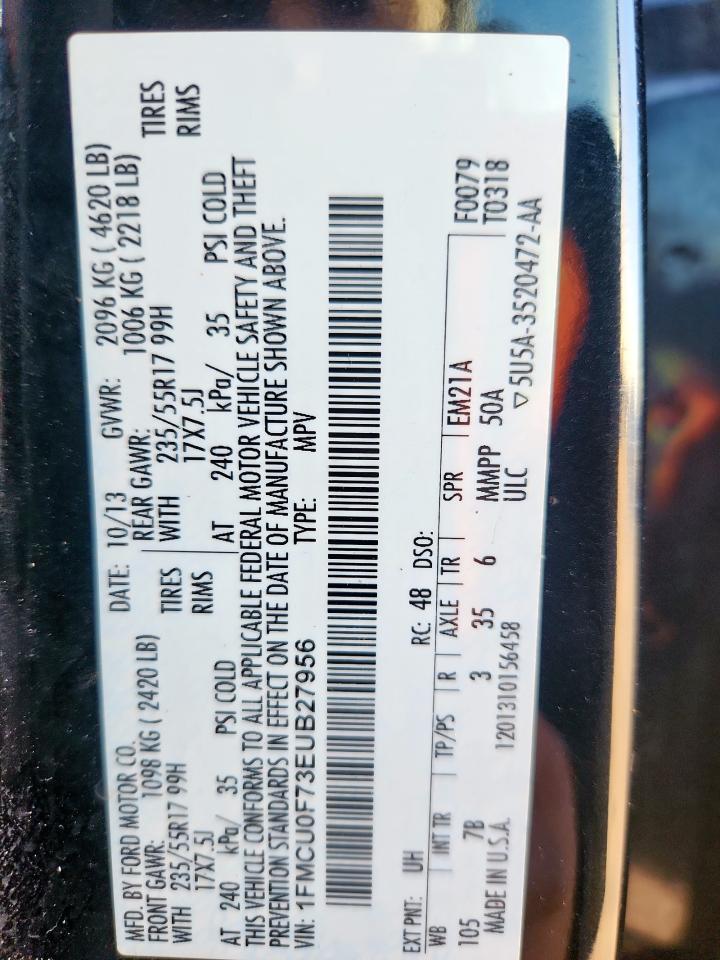 MFD. BY FORD MOTOR CO. DATE: 10/13 GVWR: 2096 KG ( 4620 LB)
FRONT GAWR: 1098 KG ( 2420 LB) REAR GAWR: 1006 KG ( 2218 LB)
WITH 235/55R17 99H TIRES WITH 235/55R17 99H TIRES
17X7.5J RIMS 17X7.5J RIMS
AT 240 kPa/ 35 PSI COLD AT 240 kPa/ 35 PSI COLD
THIS VEHICLE CONFORMS TO ALL APPLICABLE FEDERAL MOTOR VEHICLE SAFETY AND THEFT
PREVENTION STANDARDS IN EFFECT ON THE DATE OF MANUFACTURE SHOWN ABOVE.
VIN: 1FMCU0F73EUB27956 TYPE: MPV
EXT PNT: UH RC: 48 DSO: F0079
WB INT TR TP/PS R AXLE TR SPR EM21A T0318
105 7B 3 35 6 MMPP 50A
MADE IN U.S.A. 1201310156458 ULC ▽5U5A-3520472-AA